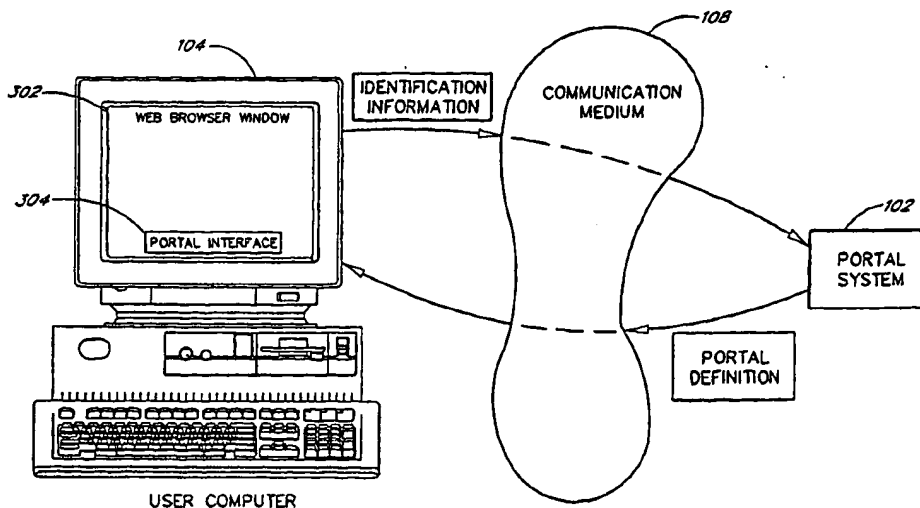 104
108
302
WEB BROWSER WINDOW
IDENTIFICATION
INFORMATION
COMMUNICATION
MEDIUM
304
PORTAL INTERFACE
102
PORTAL
SYSTEM
PORTAL
DEFINITION
USER COMPUTER